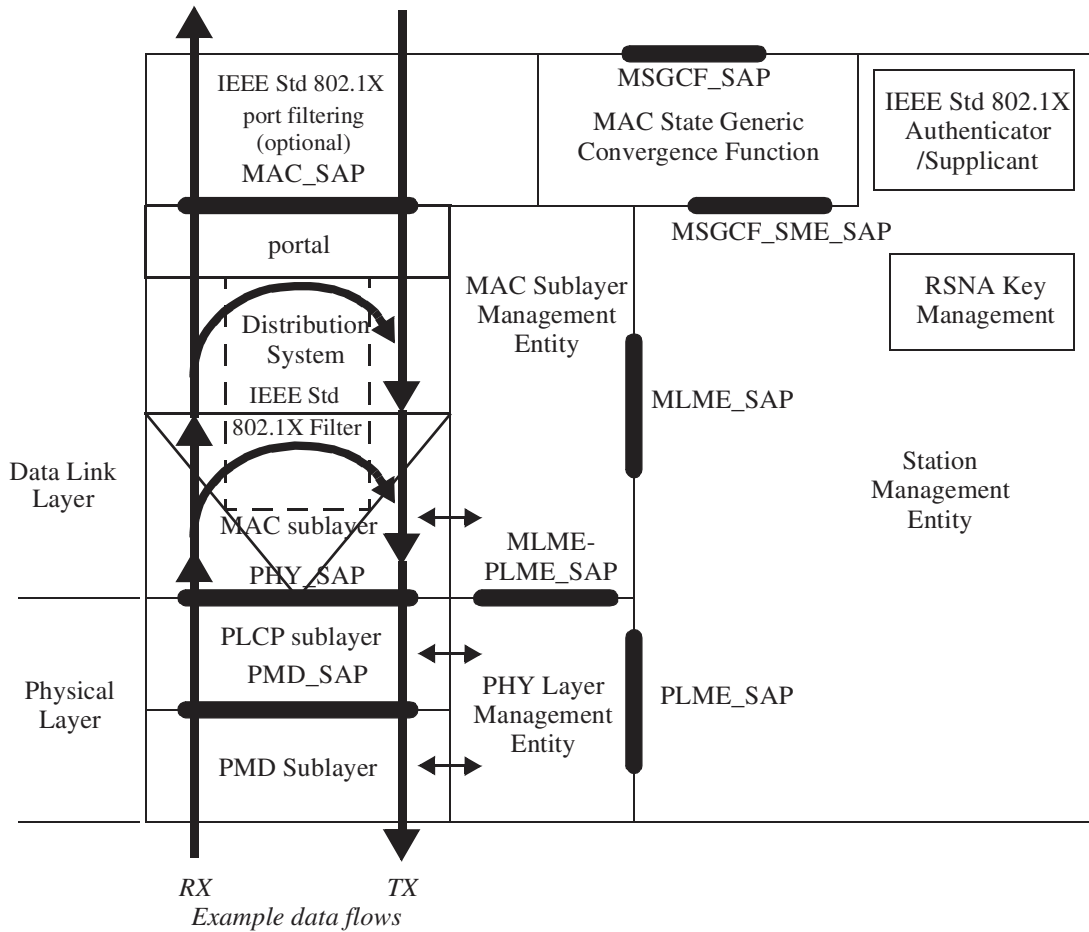 IEEE Std 802.1X
port filtering
(optional)
MAC_SAP
MSGCF_SAP
MAC State Generic
Convergence Function
IEEE Std 802.1X
Authenticator
/Supplicant
MSGCF_SME_SAP
portal
MAC Sublayer
Management
Entity
RSNA Key
Management
Distribution
System
IEEE Std
802.1X Filter
MLME_SAP
Data Link
Layer
Station
Management
Entity
MAC sublayer
PHY_SAP
MLME-
PLME_SAP
PLCP sublayer
PMD_SAP
Physical
Layer
PHY Layer
Management
Entity
PLME_SAP
PMD Sublayer
RX
TX
Example data flows